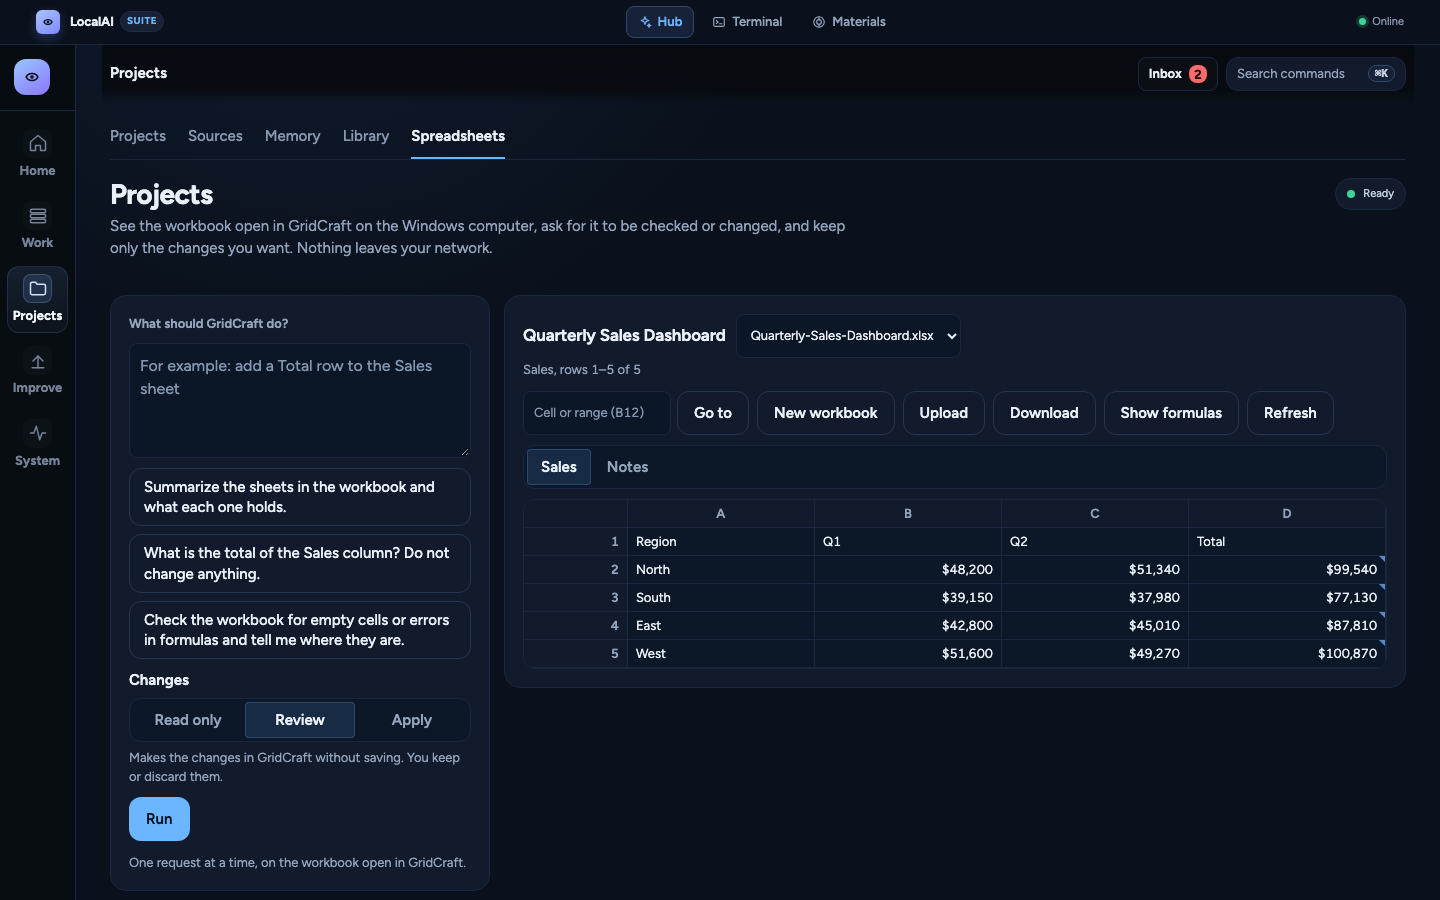 LocalAI SUITE
Hub
Terminal
Materials
Online
Projects
Inbox 2
Search commands ⌘K
Home
Work
Projects
Improve
System
Projects Sources Memory Library Spreadsheets
Projects
Ready
See the workbook open in GridCraft on the Windows computer, ask for it to be checked or changed, and keep
only the changes you want. Nothing leaves your network.
What should GridCraft do?
For example: add a Total row to the Sales
sheet
Summarize the sheets in the workbook and
what each one holds.
What is the total of the Sales column? Do not
change anything.
Check the workbook for empty cells or errors
in formulas and tell me where they are.
Changes
Read only Review Apply
Makes the changes in GridCraft without saving. You keep
or discard them.
Run
One request at a time, on the workbook open in GridCraft.
Quarterly Sales Dashboard
Quarterly-Sales-Dashboard.xlsx
Sales, rows 1–5 of 5
Cell or range (B12) Go to New workbook Upload Download Show formulas Refresh
Sales Notes
A B C D
1 Region Q1 Q2 Total
2 North $48,200 $51,340 $99,540
3 South $39,150 $37,980 $77,130
4 East $42,800 $45,010 $87,810
5 West $51,600 $49,270 $100,870